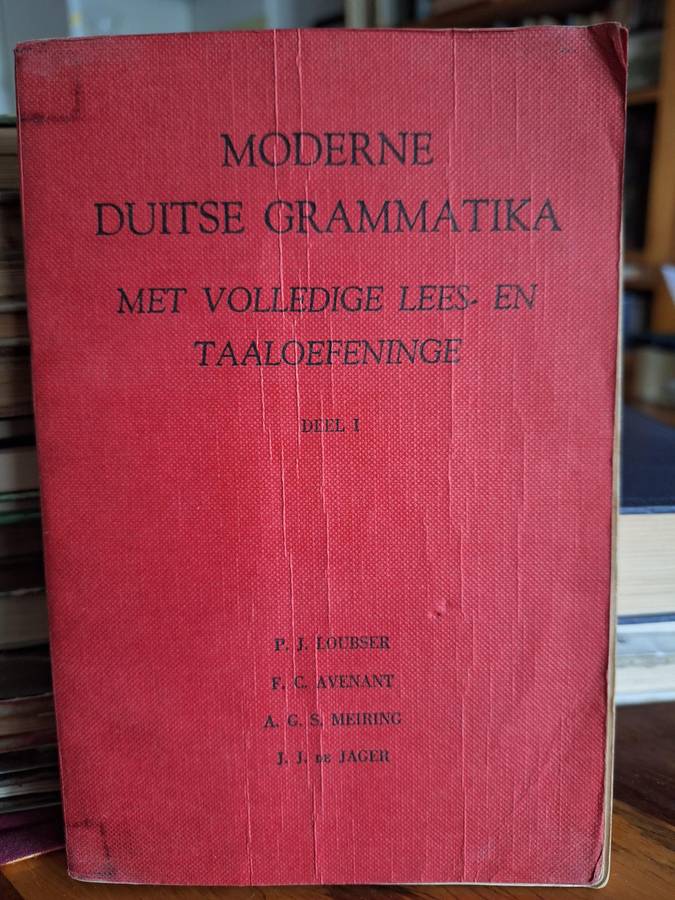 MODERNE
DUITSE GRAMMATIKA
MET VOLLEDIGE LEES- EN
TAALOEFENINGE
DEEL I
P. J. LOUBSER
F. C. AVENANT
A. G. S. MEIRING
J. J. DE JAGER